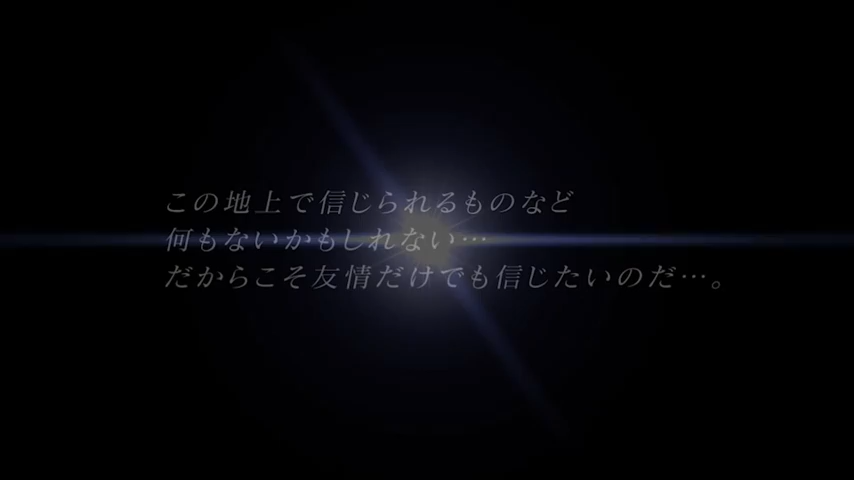 この地上で信じられるものなど
何もないかもしれない…
だからこそ友情だけでも信じたいのだ…。